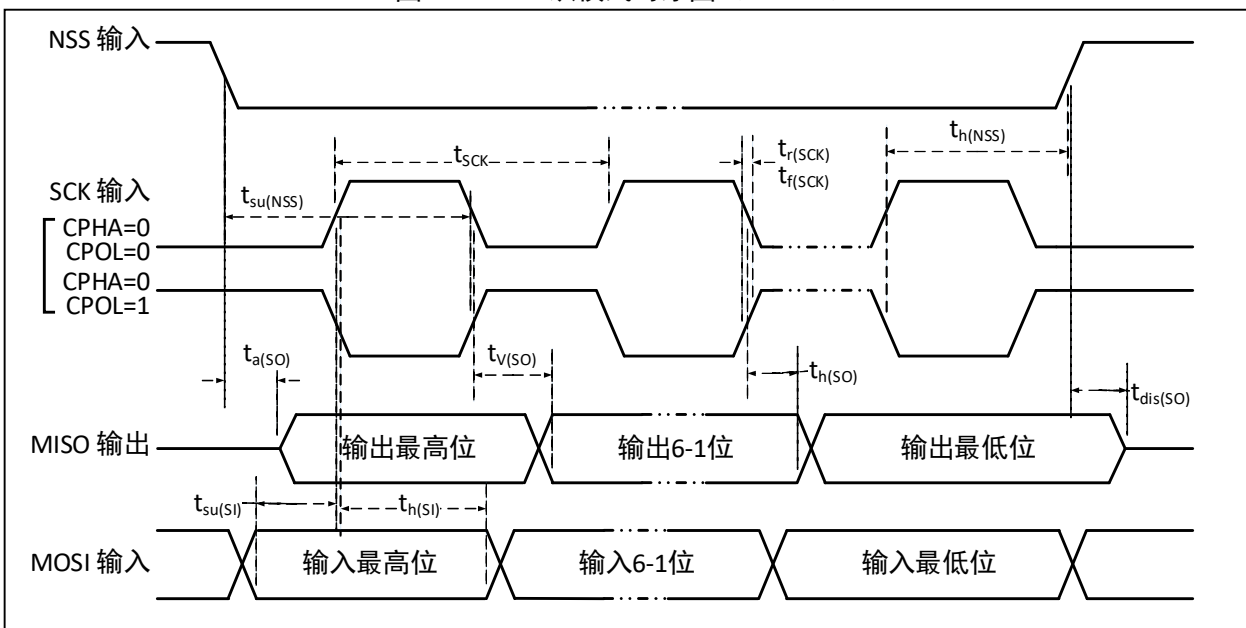 NSS 输入
t_h(NSS)
t_SCK
t_r(SCK)
t_f(SCK)
SCK 输入
t_su(NSS)
CPHA=0
CPOL=0
CPHA=0
CPOL=1
t_a(SO)
t_V(SO)
t_h(SO)
t_dis(SO)
MISO 输出
输出最高位
输出6-1位
输出最低位
t_su(SI)
t_h(SI)
MOSI 输入
输入最高位
输入6-1位
输入最低位